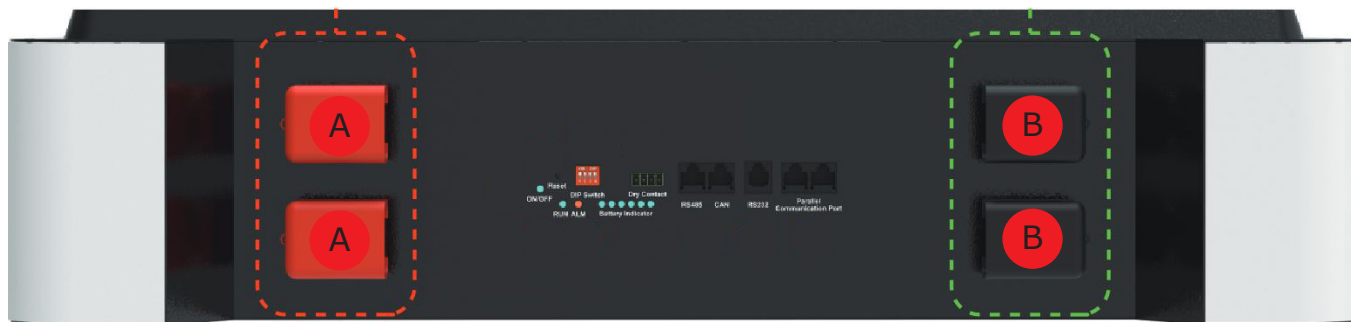 A
B
Reset
ON/OFF
DIP Switch
Dry Contact
RUN ALM
Battery Indicator
RS485
CAN
RS232
Parallel
Communication Port
A
B